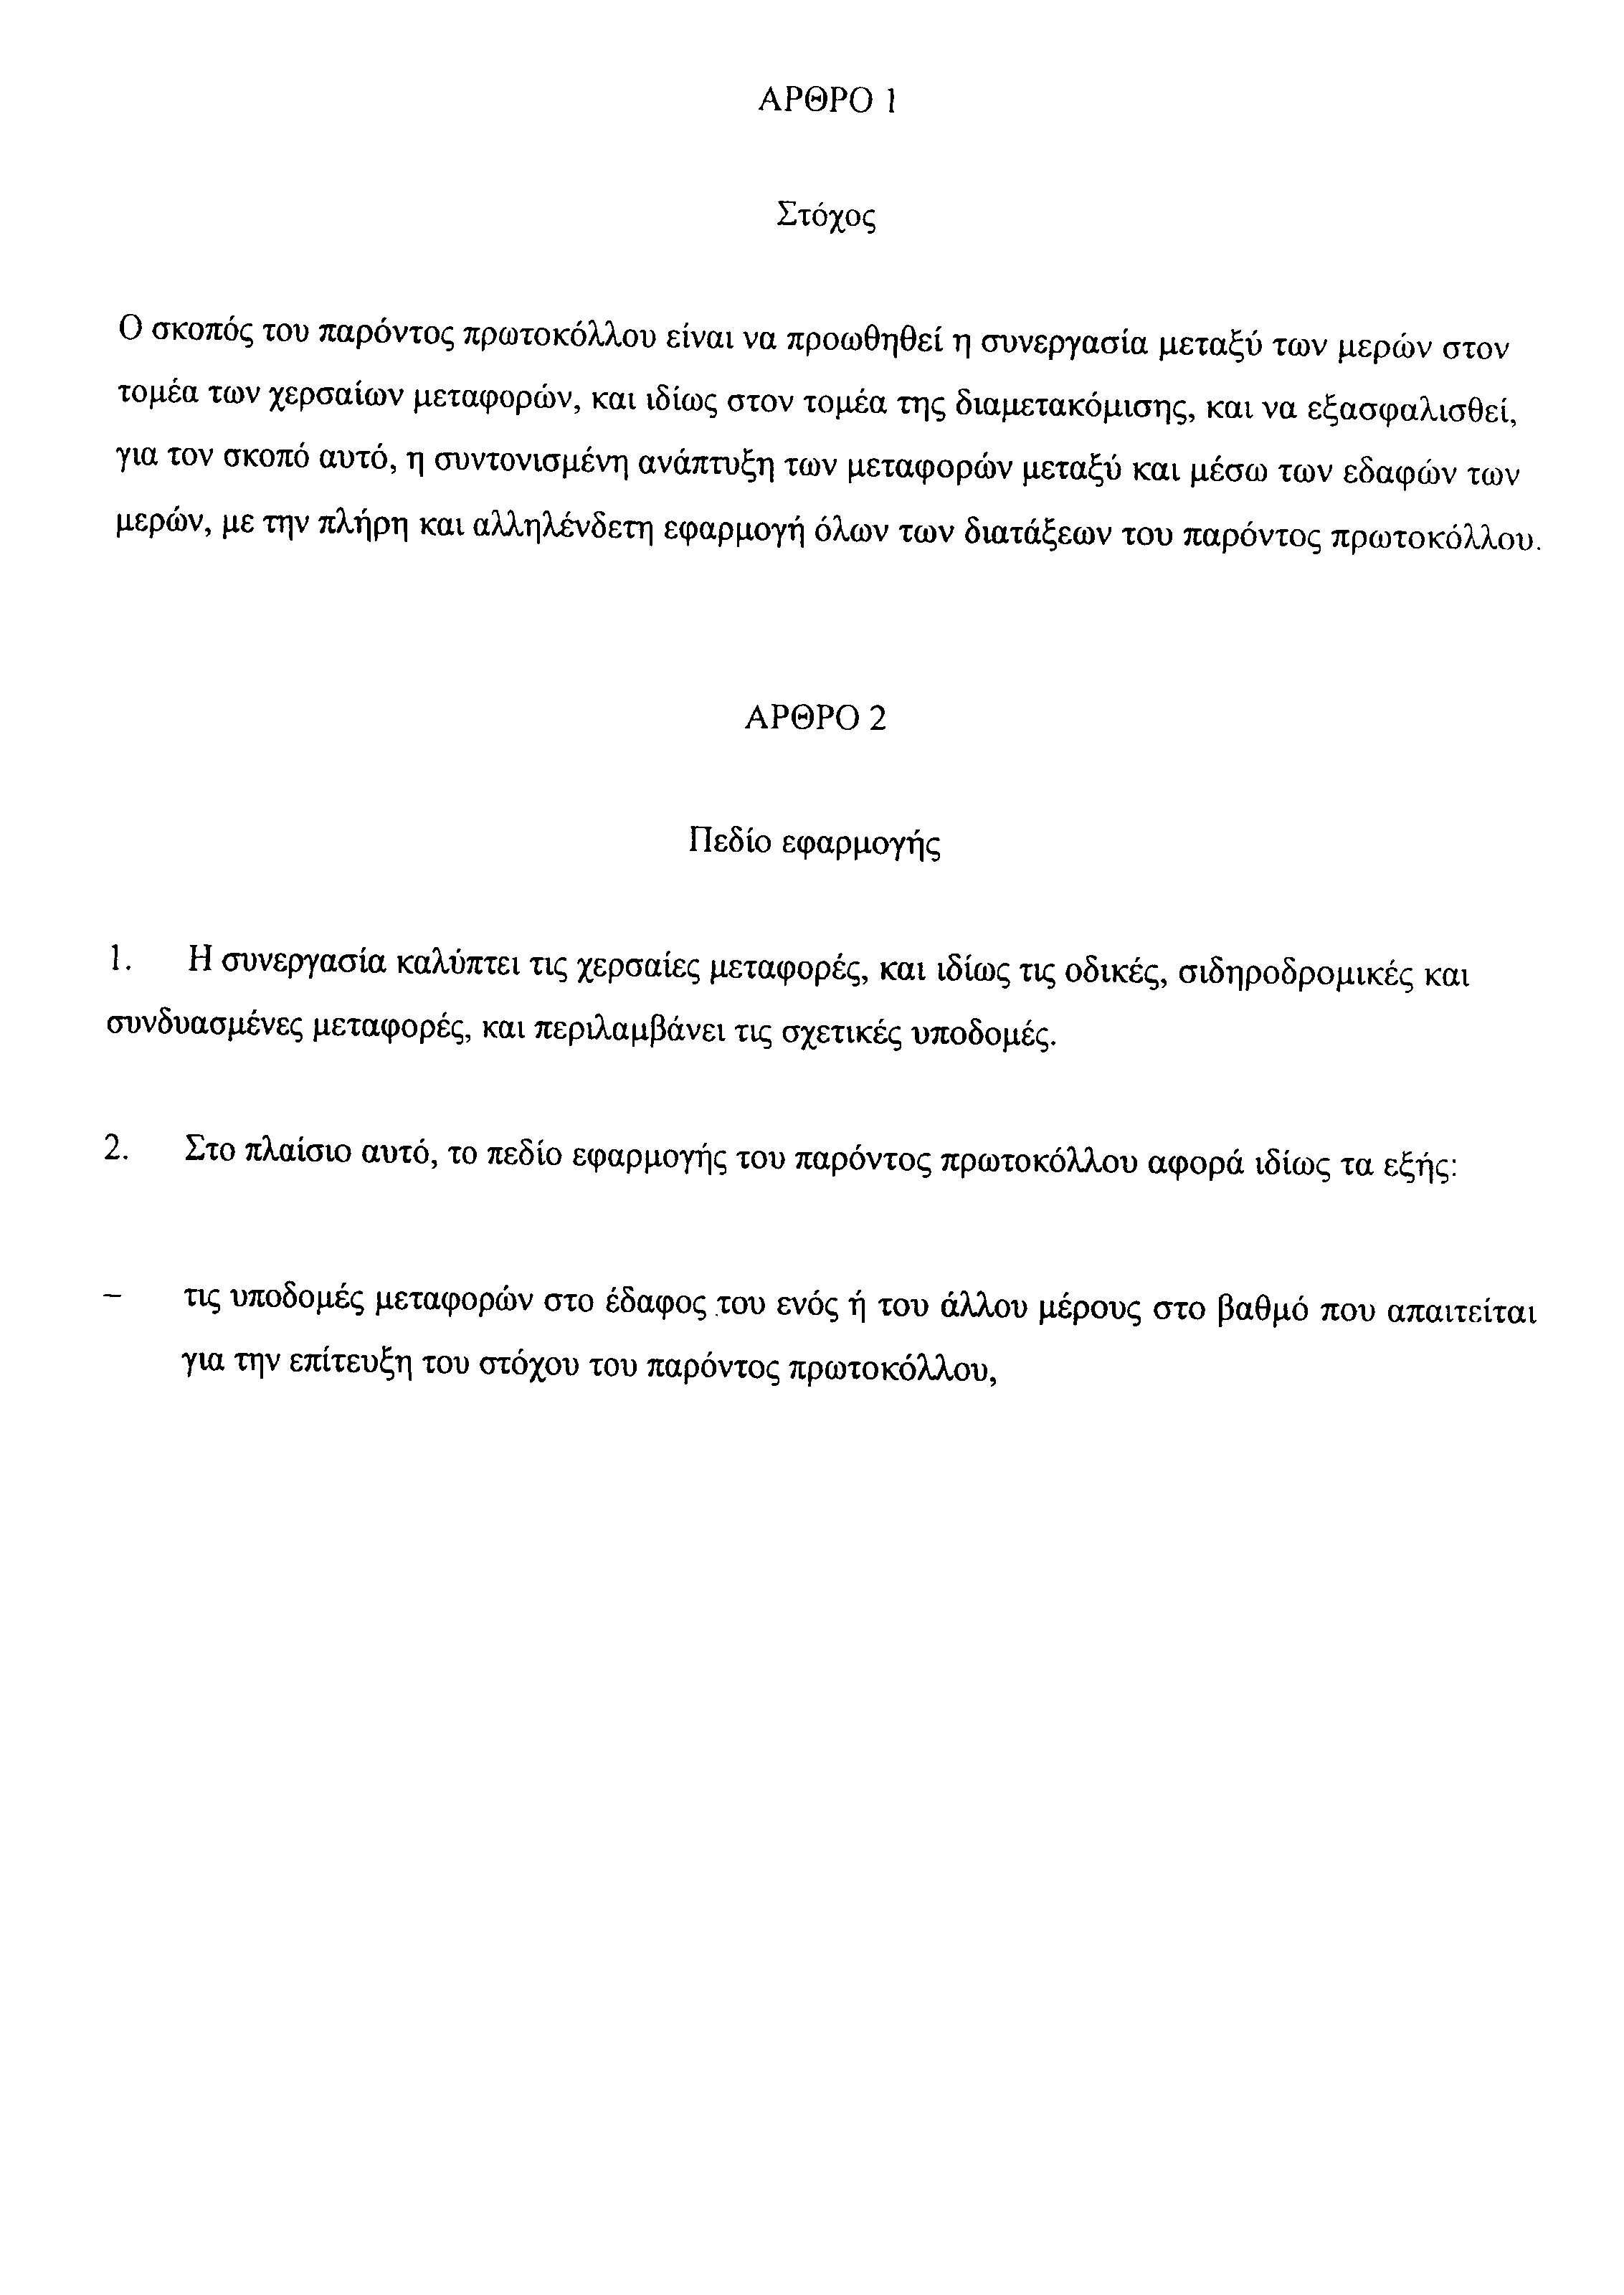 ΑΡΘΡΟ 1
Στόχος
Ο σκοπός του παρόντος πρωτοκόλλου είναι να προωθηθεί η συνεργασία μεταξύ των μερών στον
τομέα των χερσαίων μεταφορών, και ιδίως στον τομέα της διαμετακόμισης, και να εξασφαλισθεί,
για τον σκοπό αυτό, η συντονισμένη ανάπτυξη των μεταφορών μεταξύ και μέσω των εδαφών των
μερών, με την πλήρη και αλληλένδετη εφαρμογή όλων των διατάξεων του παρόντος πρωτοκόλλου.
ΑΡΘΡΟ 2
Πεδίο εφαρμογής
1. Η συνεργασία καλύπτει τις χερσαίες μεταφορές, και ιδίως τις οδικές, σιδηροδρομικές και
συνδυασμένες μεταφορές, και περιλαμβάνει τις σχετικές υποδομές.
2. Στο πλαίσιο αυτό, το πεδίο εφαρμογής του παρόντος πρωτοκόλλου αφορά ιδίως τα εξής:
– τις υποδομές μεταφορών στο έδαφος του ενός ή του άλλου μέρους στο βαθμό που απαιτείται
για την επίτευξη του στόχου του παρόντος πρωτοκόλλου,